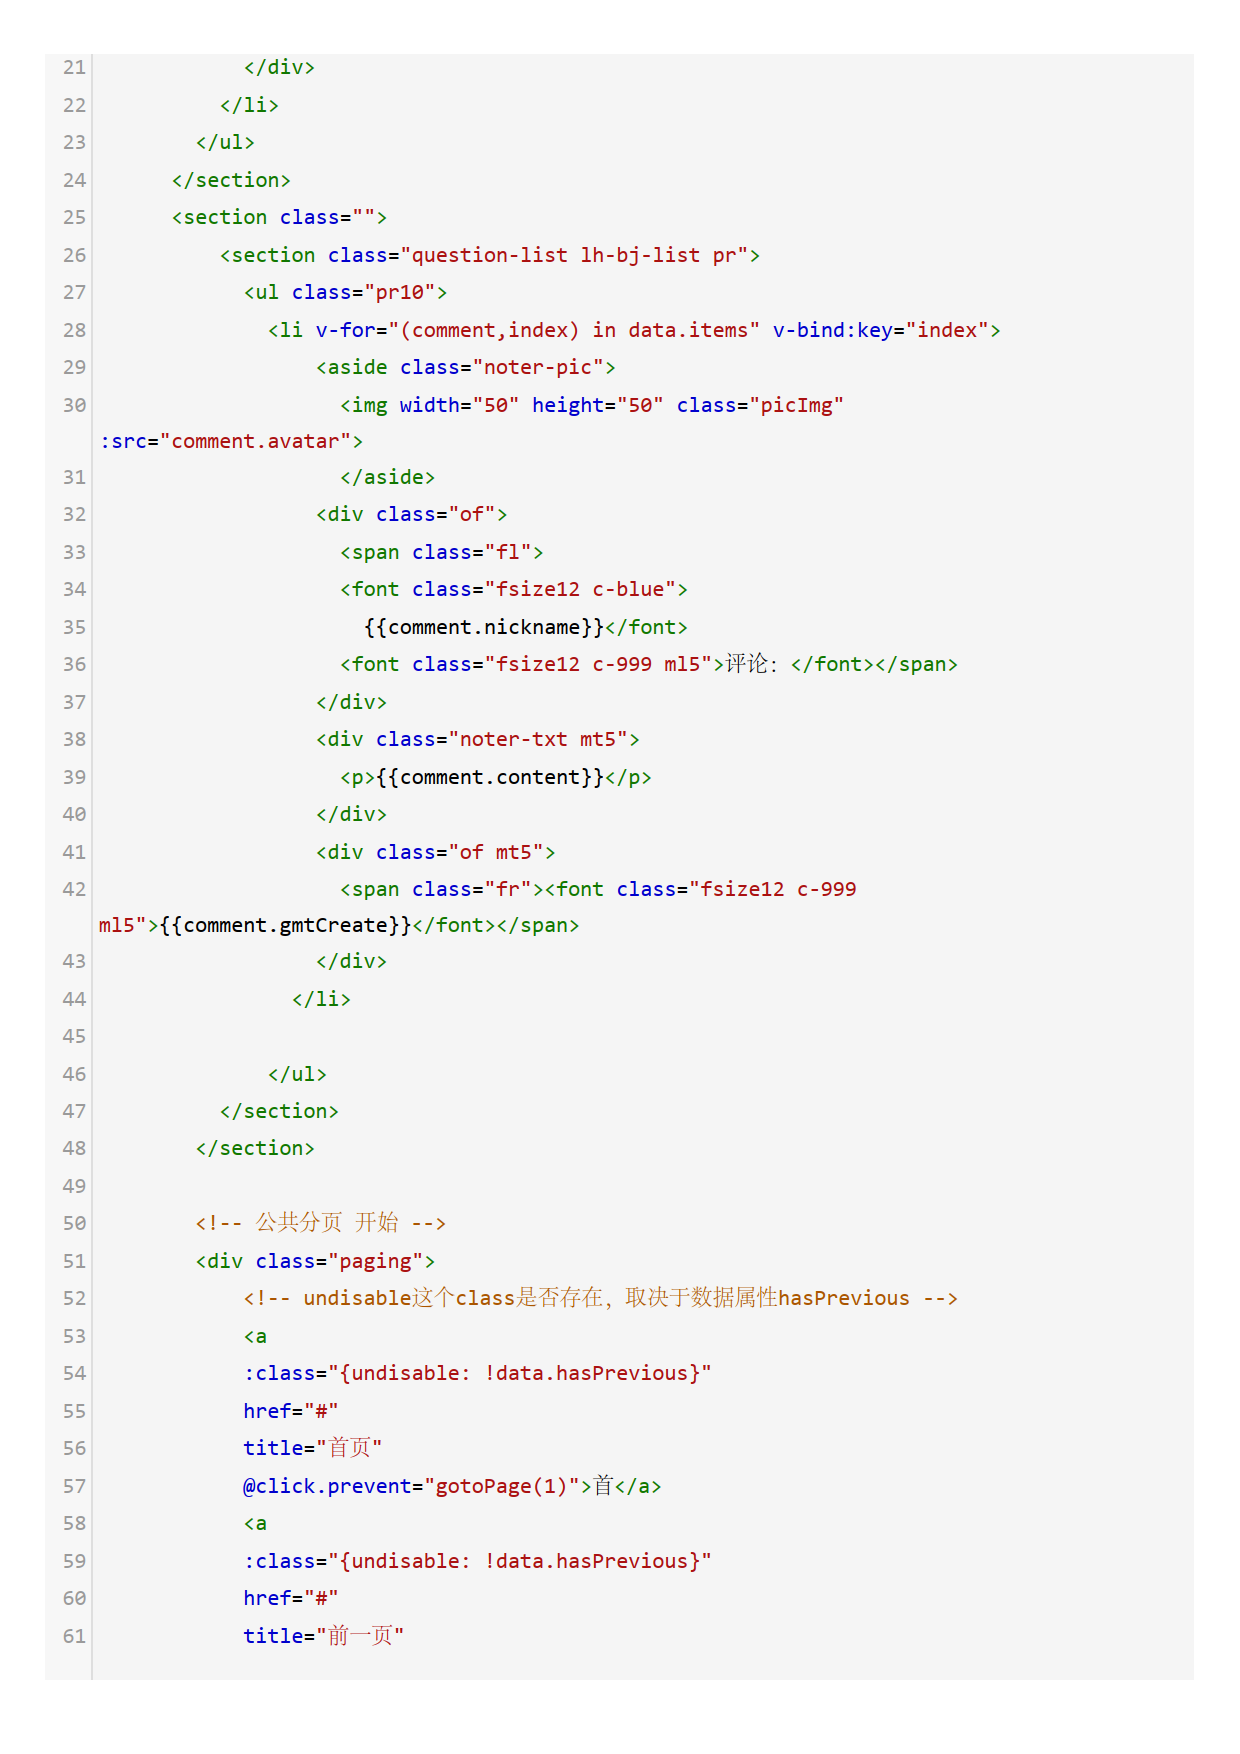 21             </div>
22           </li>
23         </ul>
24       </section>
25       <section class="">
26           <section class="question-list lh-bj-list pr">
27             <ul class="pr10">
28               <li v-for="(comment,index) in data.items" v-bind:key="index">
29                   <aside class="noter-pic">
30                     <img width="50" height="50" class="picImg"
:src="comment.avatar">
31                     </aside>
32                   <div class="of">
33                     <span class="fl">
34                     <font class="fsize12 c-blue">
35                       {{comment.nickname}}</font>
36                     <font class="fsize12 c-999 ml5">评论：</font></span>
37                   </div>
38                   <div class="noter-txt mt5">
39                     <p>{{comment.content}}</p>
40                   </div>
41                   <div class="of mt5">
42                     <span class="fr"><font class="fsize12 c-999
ml5">{{comment.gmtCreate}}</font></span>
43                   </div>
44                 </li>
45
46               </ul>
47           </section>
48         </section>
49
50         <!-- 公共分页 开始 -->
51         <div class="paging">
52             <!-- undisable这个class是否存在，取决于数据属性hasPrevious -->
53             <a
54             :class="{undisable: !data.hasPrevious}"
55             href="#"
56             title="首页"
57             @click.prevent="gotoPage(1)">首</a>
58             <a
59             :class="{undisable: !data.hasPrevious}"
60             href="#"
61             title="前一页"